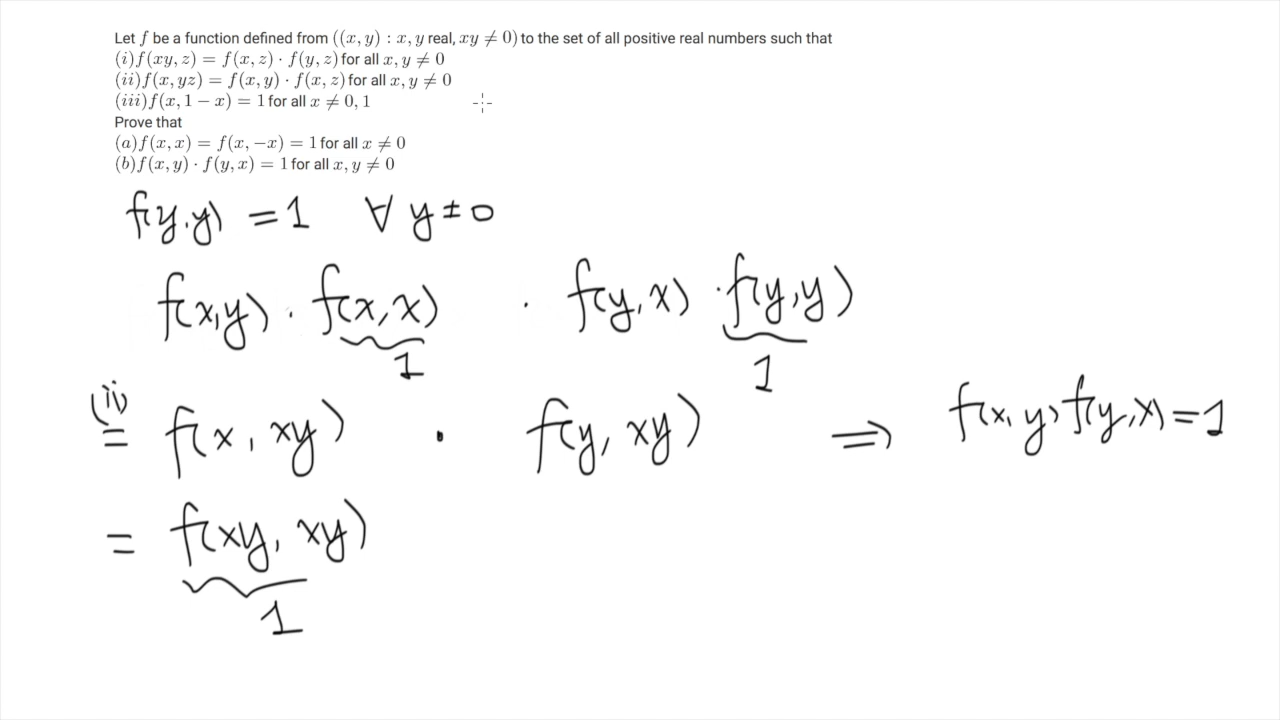 Let f be a function defined from ((x, y) : x, y real, xy ≠ 0) to the set of all positive real numbers such that
(i)f(xy, z) = f(x, z) · f(y, z) for all x, y ≠ 0
(ii)f(x, yz) = f(x, y) · f(x, z) for all x, y ≠ 0
(iii)f(x, 1 − x) = 1 for all x ≠ 0, 1
Prove that
(a)f(x, x) = f(x, −x) = 1 for all x ≠ 0
(b)f(x, y) · f(y, x) = 1 for all x, y ≠ 0
f(y,y) = 1 ∀ y ≠ 0
f(x,y) · f(x,x) · f(y,x) · f(y,y)
1 1
(ii)
= f(x, xy) · f(y, xy) ⇒ f(x,y) f(y,x) = 1
= f(xy, xy)
1